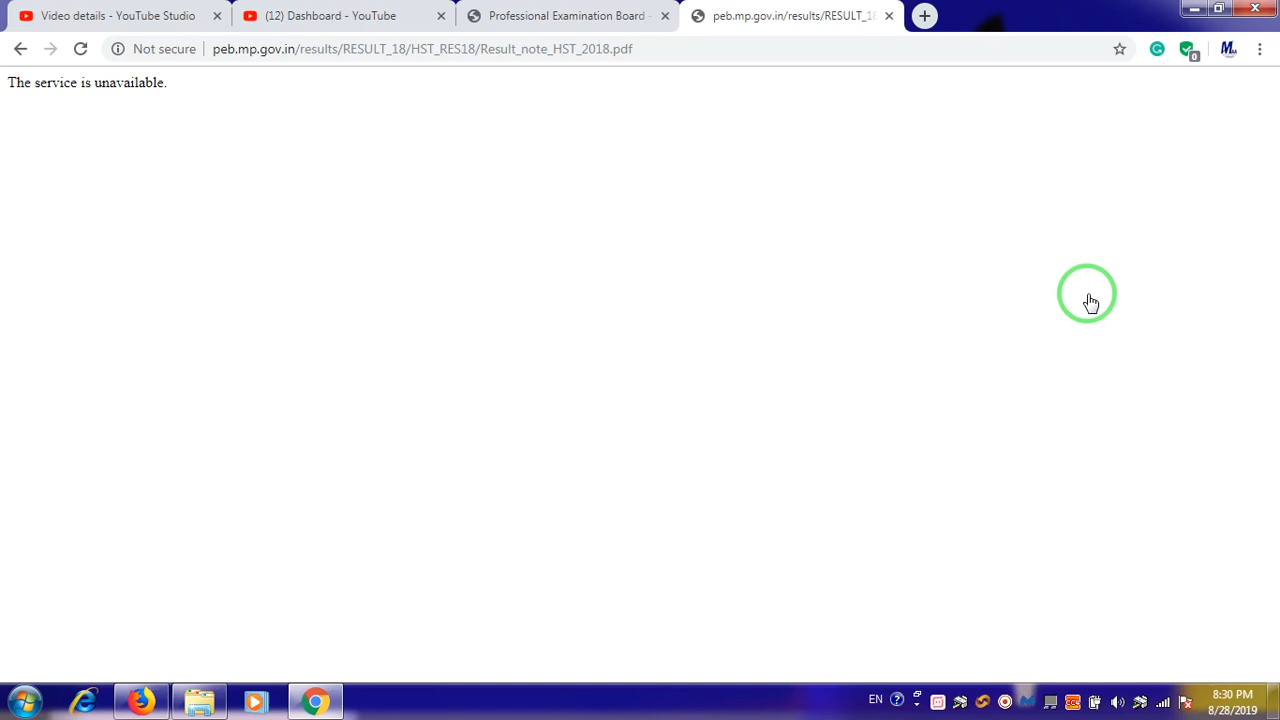 Video details - YouTube Studio
(12) Dashboard - YouTube
Professional Examination Board -
peb.mp.gov.in/results/RESULT_18
Not secure
peb.mp.gov.in/results/RESULT_18/HST_RES18/Result_note_HST_2018.pdf
0
The service is unavailable.
EN
8:30 PM
8/28/2019